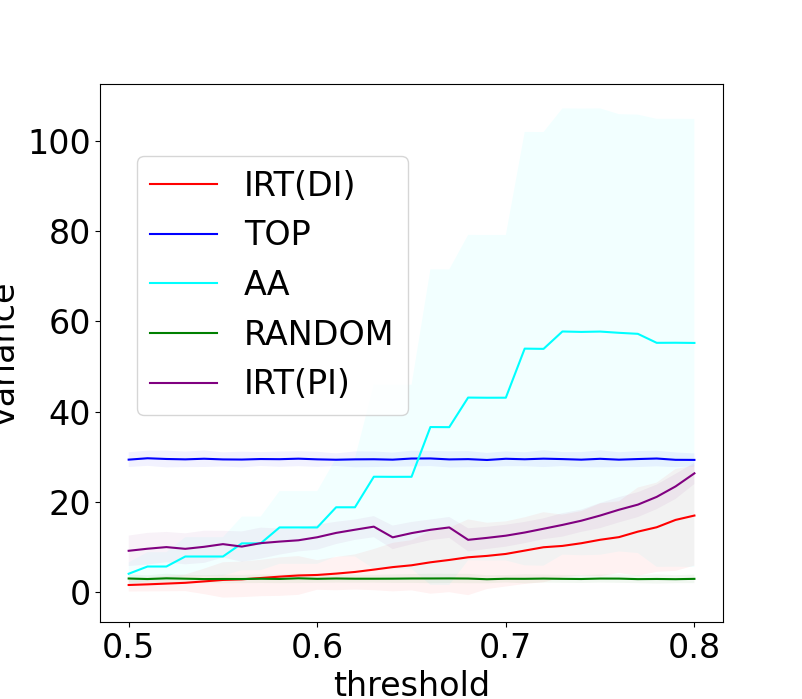 100
80
60
40
20
0
variance
IRT(DI)
TOP
AA
RANDOM
IRT(PI)
0.5 0.6 0.7 0.8
threshold